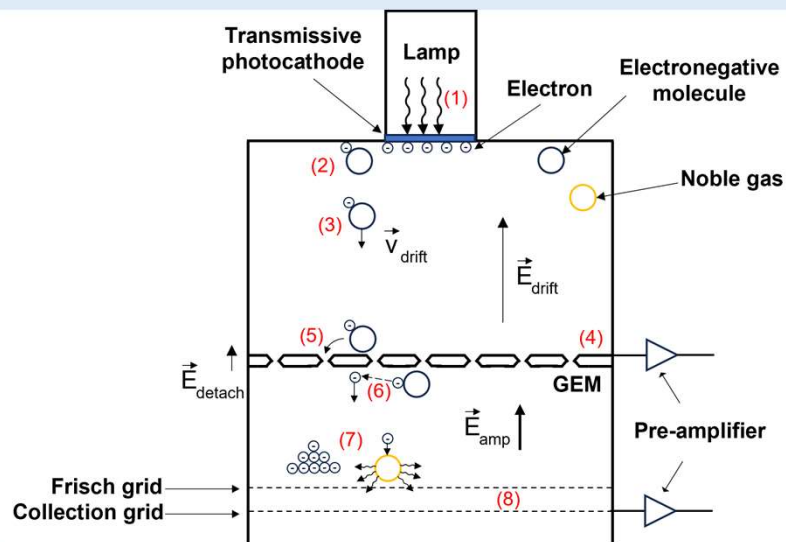 Transmissive
photocathode
Lamp
(1)
Electron
Electronegative
molecule
(2)
Noble gas
(3)
v drift
E drift
(5)
(4)
E detach
(6)
GEM
E amp
Pre-amplifier
(7)
Frisch grid
(8)
Collection grid